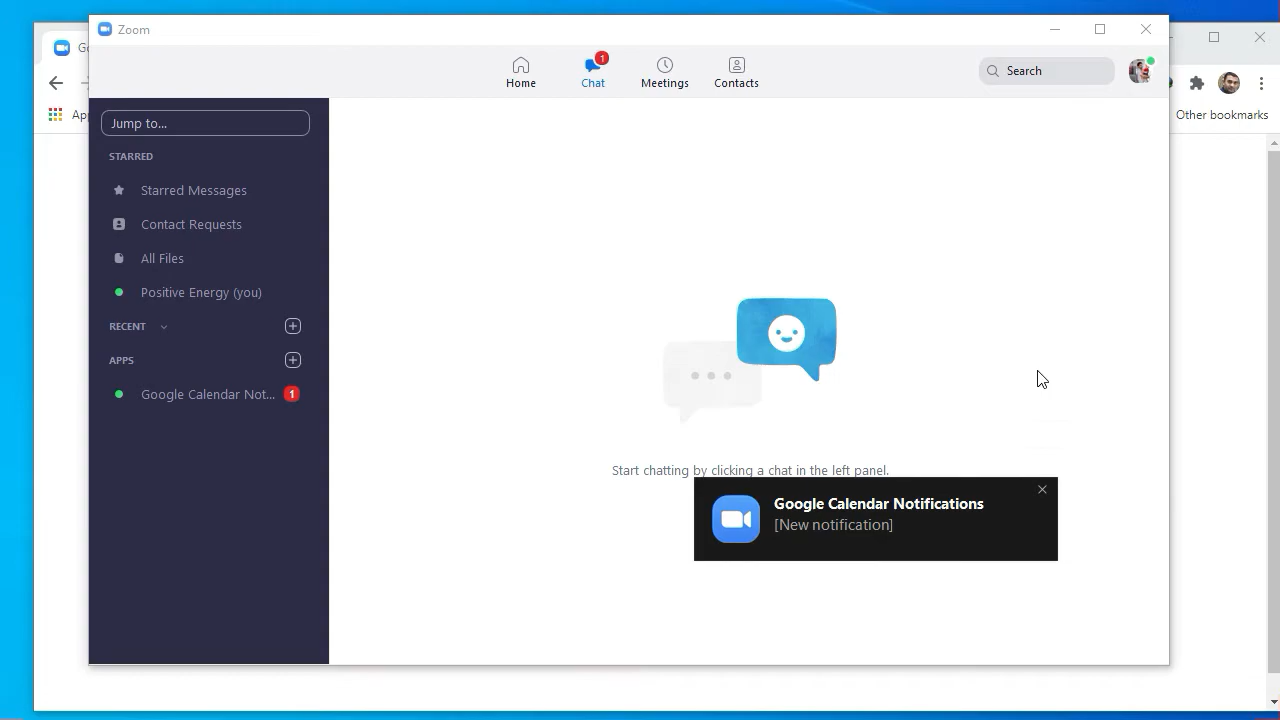 Zoom
1
Home
Chat
Meetings
Contacts
Search
Other bookmarks
Jump to...
STARRED
Starred Messages
Contact Requests
All Files
Positive Energy (you)
RECENT
APPS
Google Calendar Not...
1
Start chatting by clicking a chat in the left panel.
Google Calendar Notifications
[New notification]